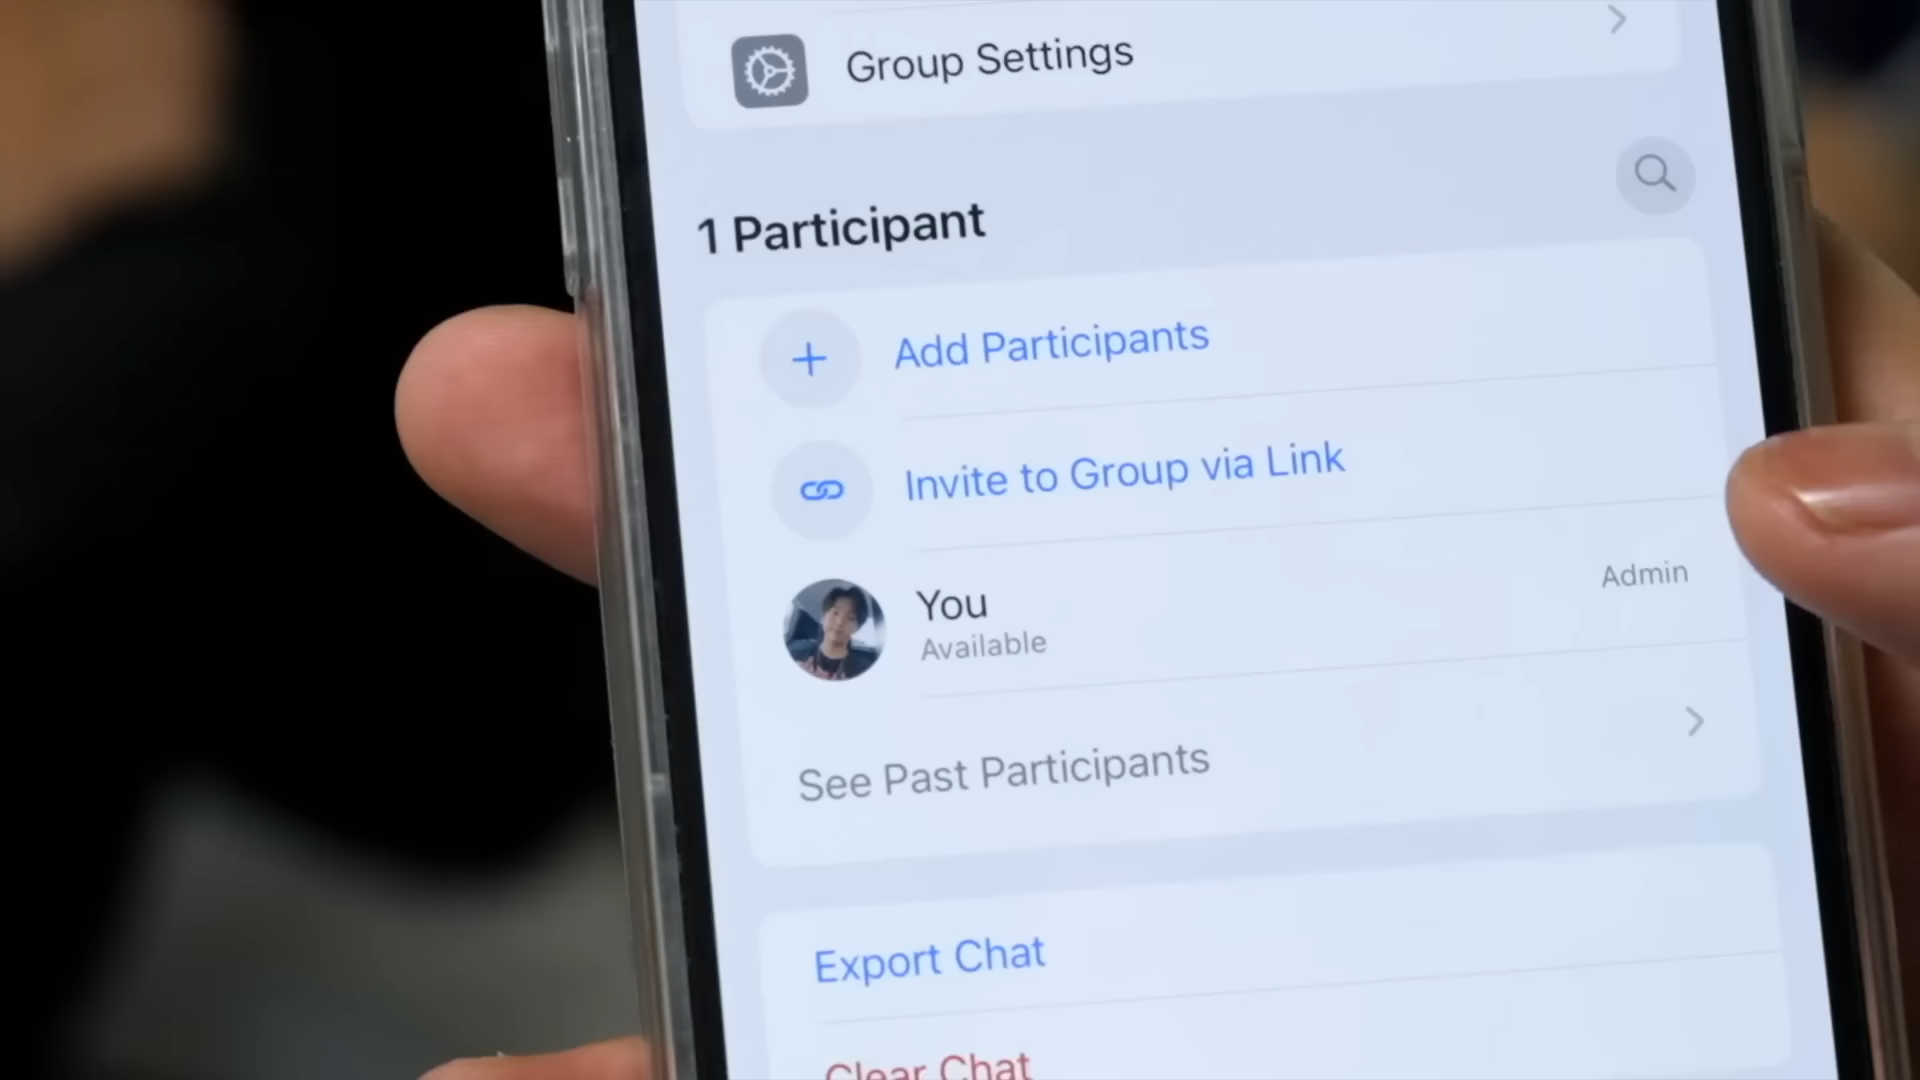 Group Settings
1 Participant
Add Participants
Invite to Group via Link
You
Admin
Available
See Past Participants
Export Chat
Clear Chat